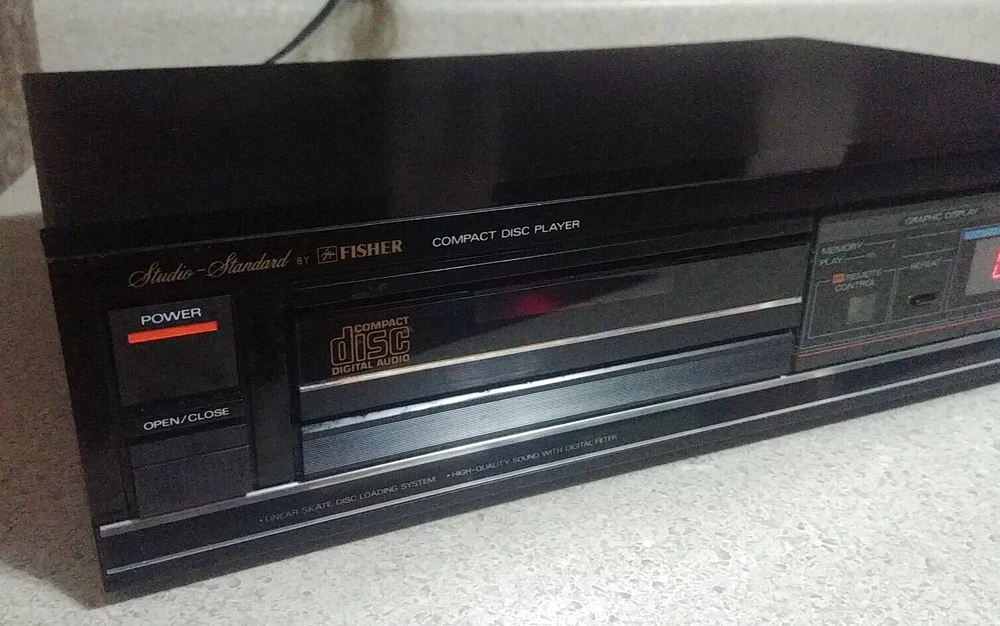 Studio-Standard BY FISHER
COMPACT DISC PLAYER
POWER
OPEN/CLOSE
COMPACT
disc
DIGITAL AUDIO
• LINEAR SKATE DISC LOADING SYSTEM • HIGH-QUALITY SOUND WITH DIGITAL FILTER
GRAPHIC DISPLAY
MEMORY
PLAY
REMOTE
CONTROL
REPEAT